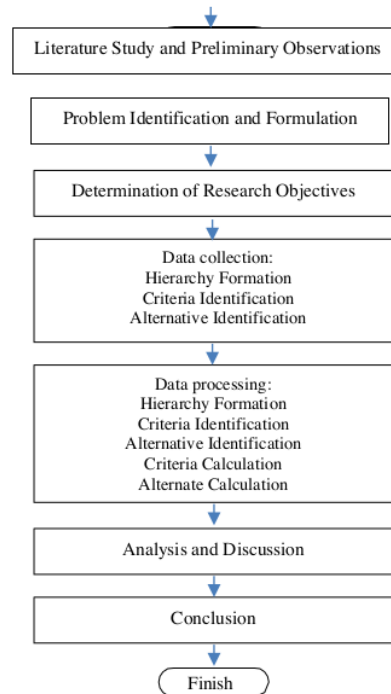 Literature Study and Preliminary Observations
Problem Identification and Formulation
Determination of Research Objectives
Data collection:
Hierarchy Formation
Criteria Identification
Alternative Identification
Data processing:
Hierarchy Formation
Criteria Identification
Alternative Identification
Criteria Calculation
Alternate Calculation
Analysis and Discussion
Conclusion
Finish